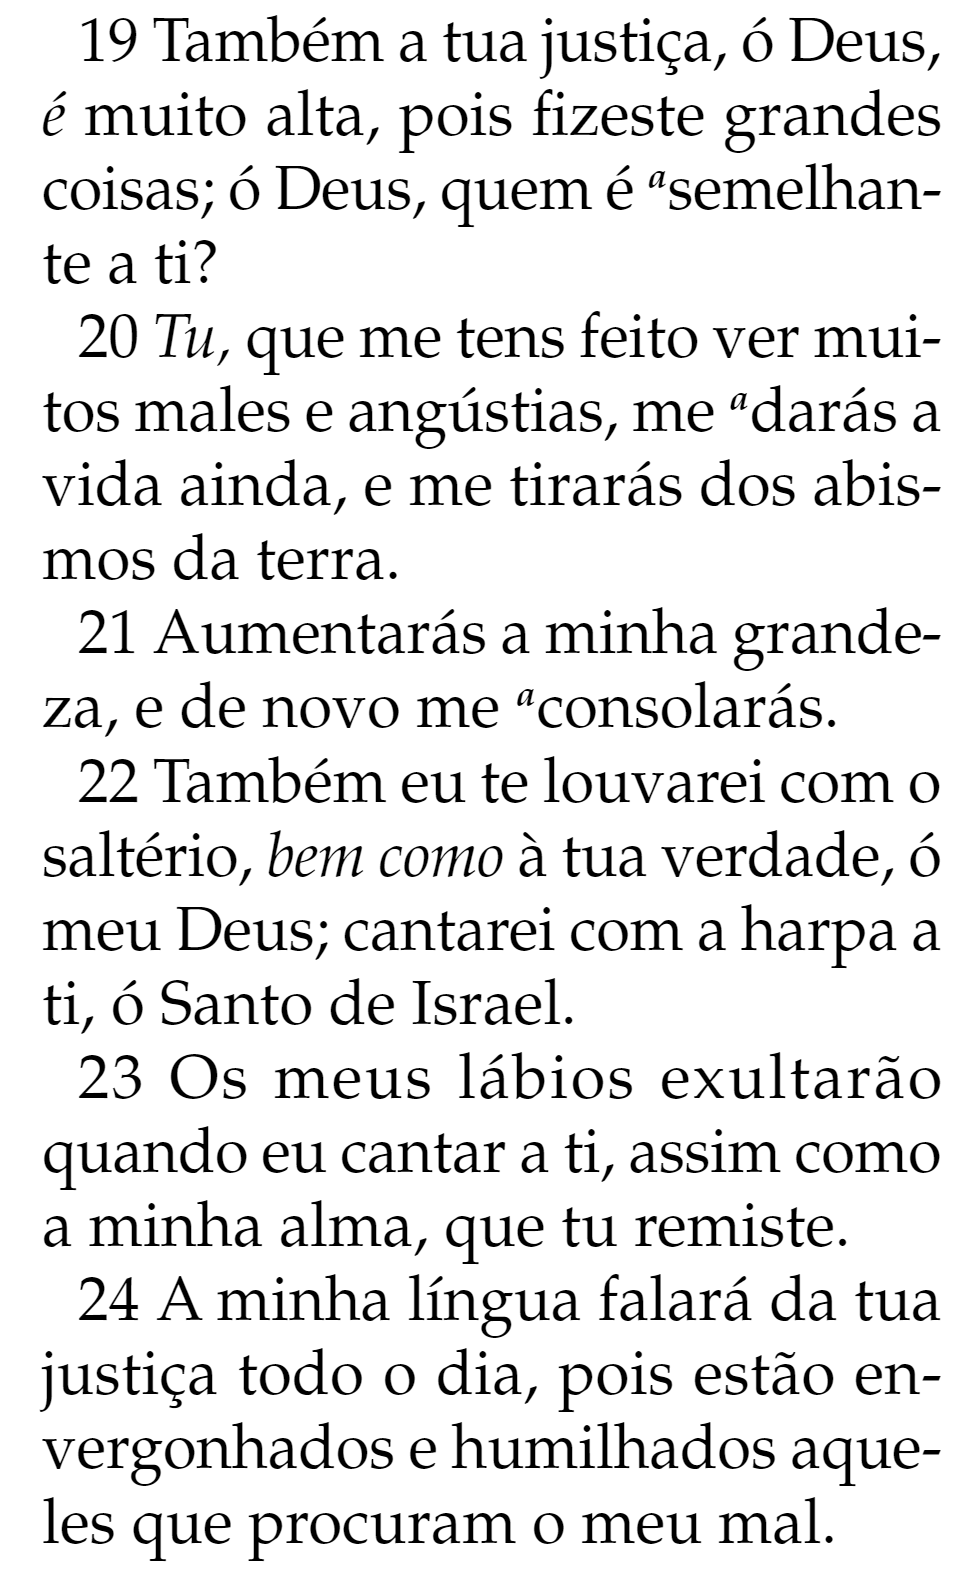 19 Também a tua justiça, ó Deus,
é muito alta, pois fizeste grandes
coisas; ó Deus, quem é ᵃsemelhan-
te a ti?
20 Tu, que me tens feito ver mui-
tos males e angústias, me ᵃdarás a
vida ainda, e me tirarás dos abis-
mos da terra.
21 Aumentarás a minha grande-
za, e de novo me ᵃconsolarás.
22 Também eu te louvarei com o
saltério, bem como à tua verdade, ó
meu Deus; cantarei com a harpa a
ti, ó Santo de Israel.
23 Os meus lábios exultarão
quando eu cantar a ti, assim como
a minha alma, que tu remiste.
24 A minha língua falará da tua
justiça todo o dia, pois estão en-
vergonhados e humilhados aque-
les que procuram o meu mal.